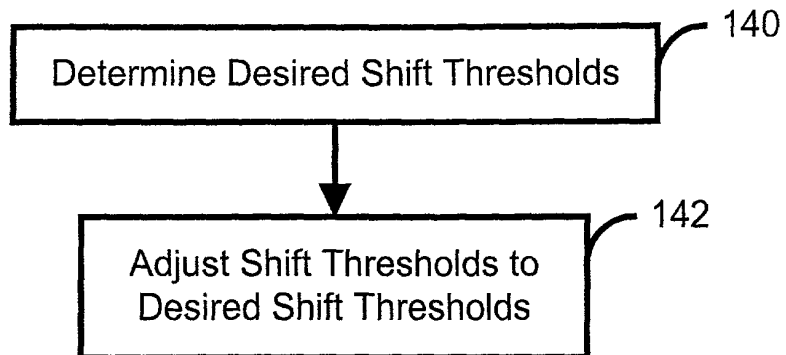 140
Determine Desired Shift Thresholds
142
Adjust Shift Thresholds to
Desired Shift Thresholds